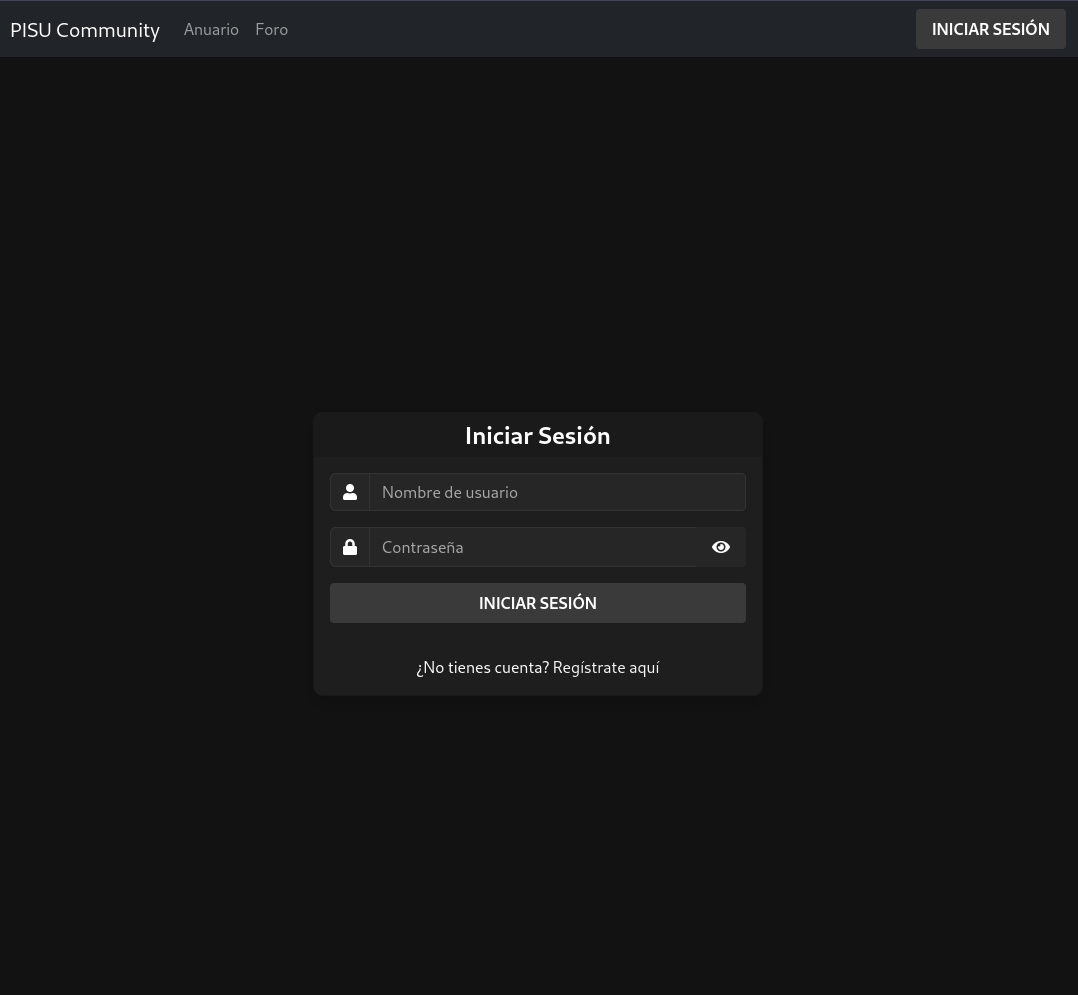 PISU Community Anuario Foro INICIAR SESIÓN
Iniciar Sesión
Nombre de usuario
Contraseña
INICIAR SESIÓN
¿No tienes cuenta? Regístrate aquí